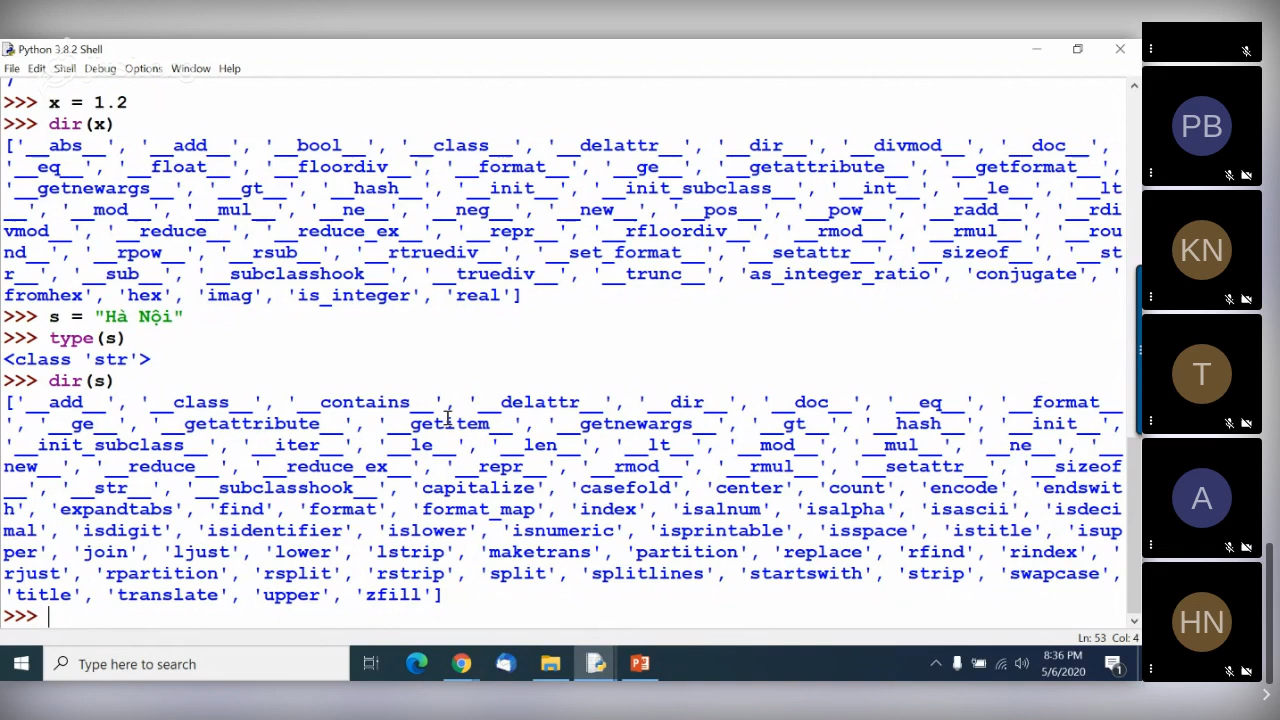 Python 3.8.2 Shell
File Edit Shell Debug Options Window Help
>>> x = 1.2
>>> dir(x)
['__abs__', '__add__', '__bool__', '__class__', '__delattr__', '__dir__', '__divmod__', '__doc__',
'__eq__', '__float__', '__floordiv__', '__format__', '__ge__', '__getattribute__', '__getformat__',
'__getnewargs__', '__gt__', '__hash__', '__init__', '__init_subclass__', '__int__', '__le__', '__lt
__', '__mod__', '__mul__', '__ne__', '__neg__', '__new__', '__pos__', '__pow__', '__radd__', '__rdi
vmod__', '__reduce__', '__reduce_ex__', '__repr__', '__rfloordiv__', '__rmod__', '__rmul__', '__rou
nd__', '__rpow__', '__rsub__', '__rtruediv__', '__set_format__', '__setattr__', '__sizeof__', '__st
r__', '__sub__', '__subclasshook__', '__truediv__', '__trunc__', 'as_integer_ratio', 'conjugate', '
fromhex', 'hex', 'imag', 'is_integer', 'real']
>>> s = "Hà Nội"
>>> type(s)
<class 'str'>
>>> dir(s)
['__add__', '__class__', '__contains__', '__delattr__', '__dir__', '__doc__', '__eq__', '__format__
', '__ge__', '__getattribute__', '__getitem__', '__getnewargs__', '__gt__', '__hash__', '__init__',
'__init_subclass__', '__iter__', '__le__', '__len__', '__lt__', '__mod__', '__mul__', '__ne__', '__
new__', '__reduce__', '__reduce_ex__', '__repr__', '__rmod__', '__rmul__', '__setattr__', '__sizeof
__', '__str__', '__subclasshook__', 'capitalize', 'casefold', 'center', 'count', 'encode', 'endswit
h', 'expandtabs', 'find', 'format', 'format_map', 'index', 'isalnum', 'isalpha', 'isascii', 'isdeci
mal', 'isdigit', 'isidentifier', 'islower', 'isnumeric', 'isprintable', 'isspace', 'istitle', 'isup
per', 'join', 'ljust', 'lower', 'lstrip', 'maketrans', 'partition', 'replace', 'rfind', 'rindex', '
rjust', 'rpartition', 'rsplit', 'rstrip', 'split', 'splitlines', 'startswith', 'strip', 'swapcase',
'title', 'translate', 'upper', 'zfill']
>>>
Ln: 53 Col: 4
Type here to search
8:36 PM
5/6/2020
1
PB
KN
T
A
HN